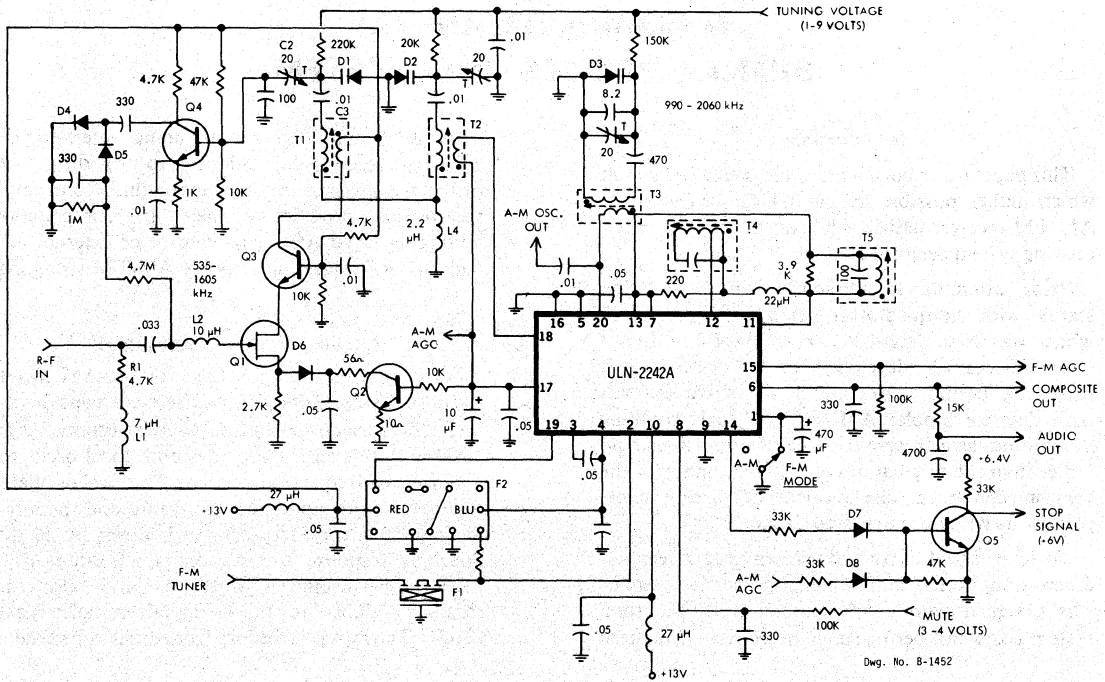 TUNING VOLTAGE
(1-9 VOLTS)
220K
C2
20
T
D1
D2
20K
T
20
.01
150K
D3
8.2
990 - 2060 kHz
T
20
470
4.7K
47K
Q4
100
.01
C3
.01
T1
T2
D4
330
D5
330
1M
.01
1K
10K
4.7K
2.2
μH
L4
T3
A-M OSC.
OUT
T4
T5
100
3.9
K
Q3
10K
.01
4.7M
535-
1605
kHz
.01
.05
220
22μH
.033
L2
10 μH
R-F
IN
R1
4.7K
Q1
D6
A-M
AGC
16
5
20
13
7
12
11
18
17
ULN-2242A
15
6
1
F-M AGC
COMPOSITE
OUT
56Ω
Q2
10K
2.7K
.05
10Ω
10
μF
+
.05
19
3
4
2
10
8
9
14
330
100K
15K
AUDIO
OUT
4700
7 μH
L1
+
470
μF
A-M
F-M
MODE
+6.4V
33K
STOP
SIGNAL
(+6V)
.05
27 μH
+13V
.05
F2
RED
BLU
.05
33K
D7
Q5
A-M
AGC
33K
D8
47K
F-M
TUNER
F1
.05
27 μH
+13V
330
100K
MUTE
(3-4 VOLTS)
Dwg. No. B-1452